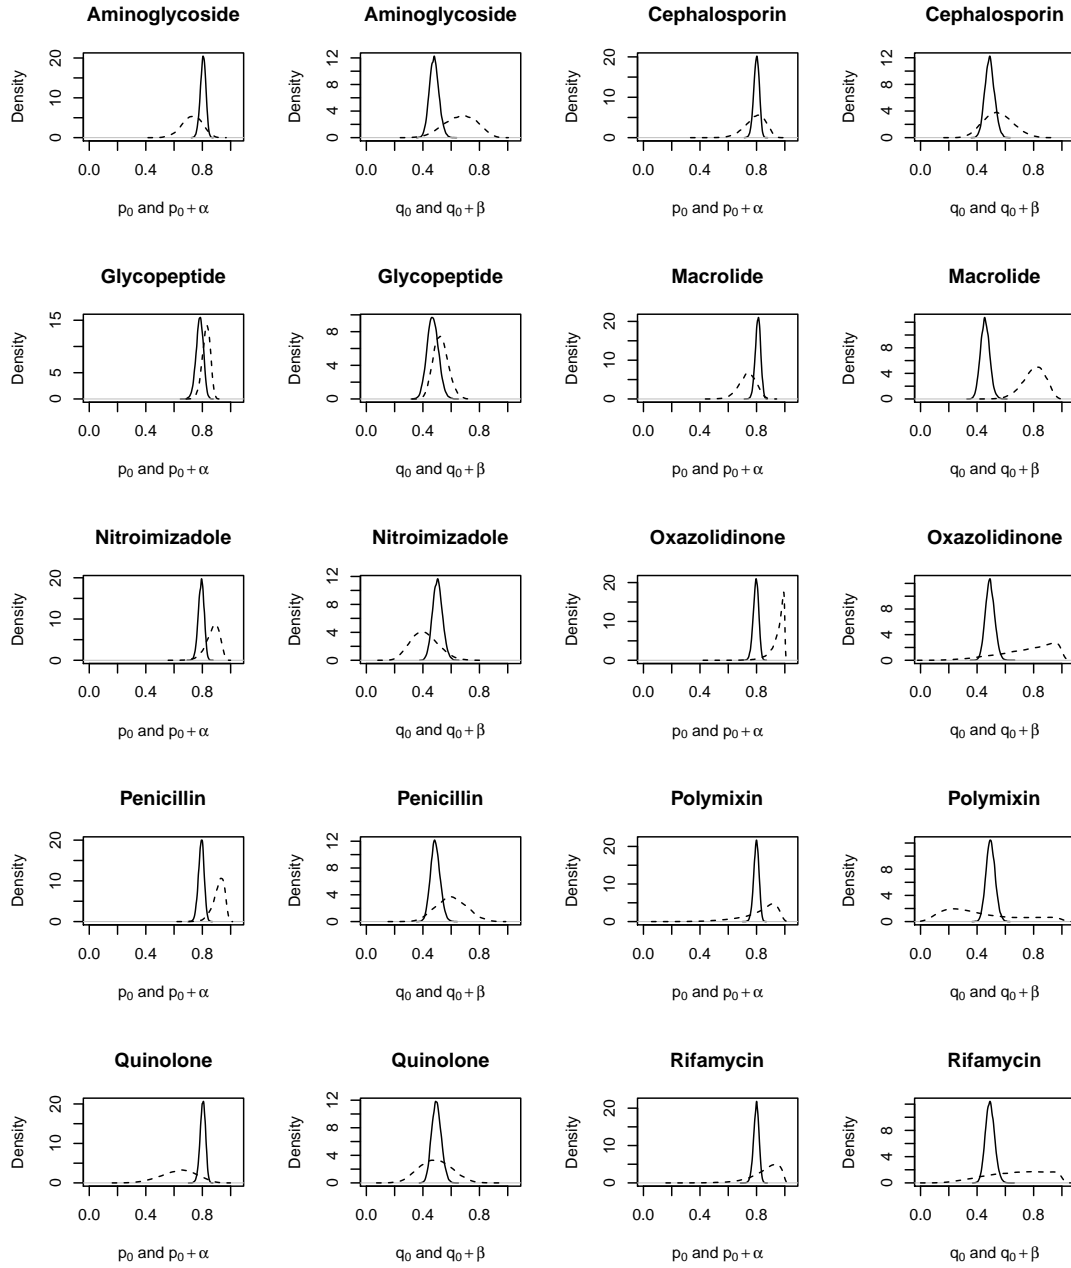 Aminoglycoside Aminoglycoside Cephalosporin Cephalosporin
Density 0 10 20 0.0 0.4 0.8 p0 and p0 + α
Density 0 4 8 12 0.0 0.4 0.8 q0 and q0 + β
Density 0 10 20 0.0 0.4 0.8 p0 and p0 + α
Density 0 4 8 12 0.0 0.4 0.8 q0 and q0 + β
Glycopeptide Glycopeptide Macrolide Macrolide
Density 0 5 15 0.0 0.4 0.8 p0 and p0 + α
Density 0 4 8 0.0 0.4 0.8 q0 and q0 + β
Density 0 10 20 0.0 0.4 0.8 p0 and p0 + α
Density 0 4 8 0.0 0.4 0.8 q0 and q0 + β
Nitroimizadole Nitroimizadole Oxazolidinone Oxazolidinone
Density 0 10 20 0.0 0.4 0.8 p0 and p0 + α
Density 0 4 8 12 0.0 0.4 0.8 q0 and q0 + β
Density 0 10 20 0.0 0.4 0.8 p0 and p0 + α
Density 0 4 8 0.0 0.4 0.8 q0 and q0 + β
Penicillin Penicillin Polymixin Polymixin
Density 0 10 20 0.0 0.4 0.8 p0 and p0 + α
Density 0 4 8 12 0.0 0.4 0.8 q0 and q0 + β
Density 0 10 20 0.0 0.4 0.8 p0 and p0 + α
Density 0 4 8 0.0 0.4 0.8 q0 and q0 + β
Quinolone Quinolone Rifamycin Rifamycin
Density 0 10 20 0.0 0.4 0.8 p0 and p0 + α
Density 0 4 8 12 0.0 0.4 0.8 q0 and q0 + β
Density 0 10 20 0.0 0.4 0.8 p0 and p0 + α
Density 0 4 8 0.0 0.4 0.8 q0 and q0 + β